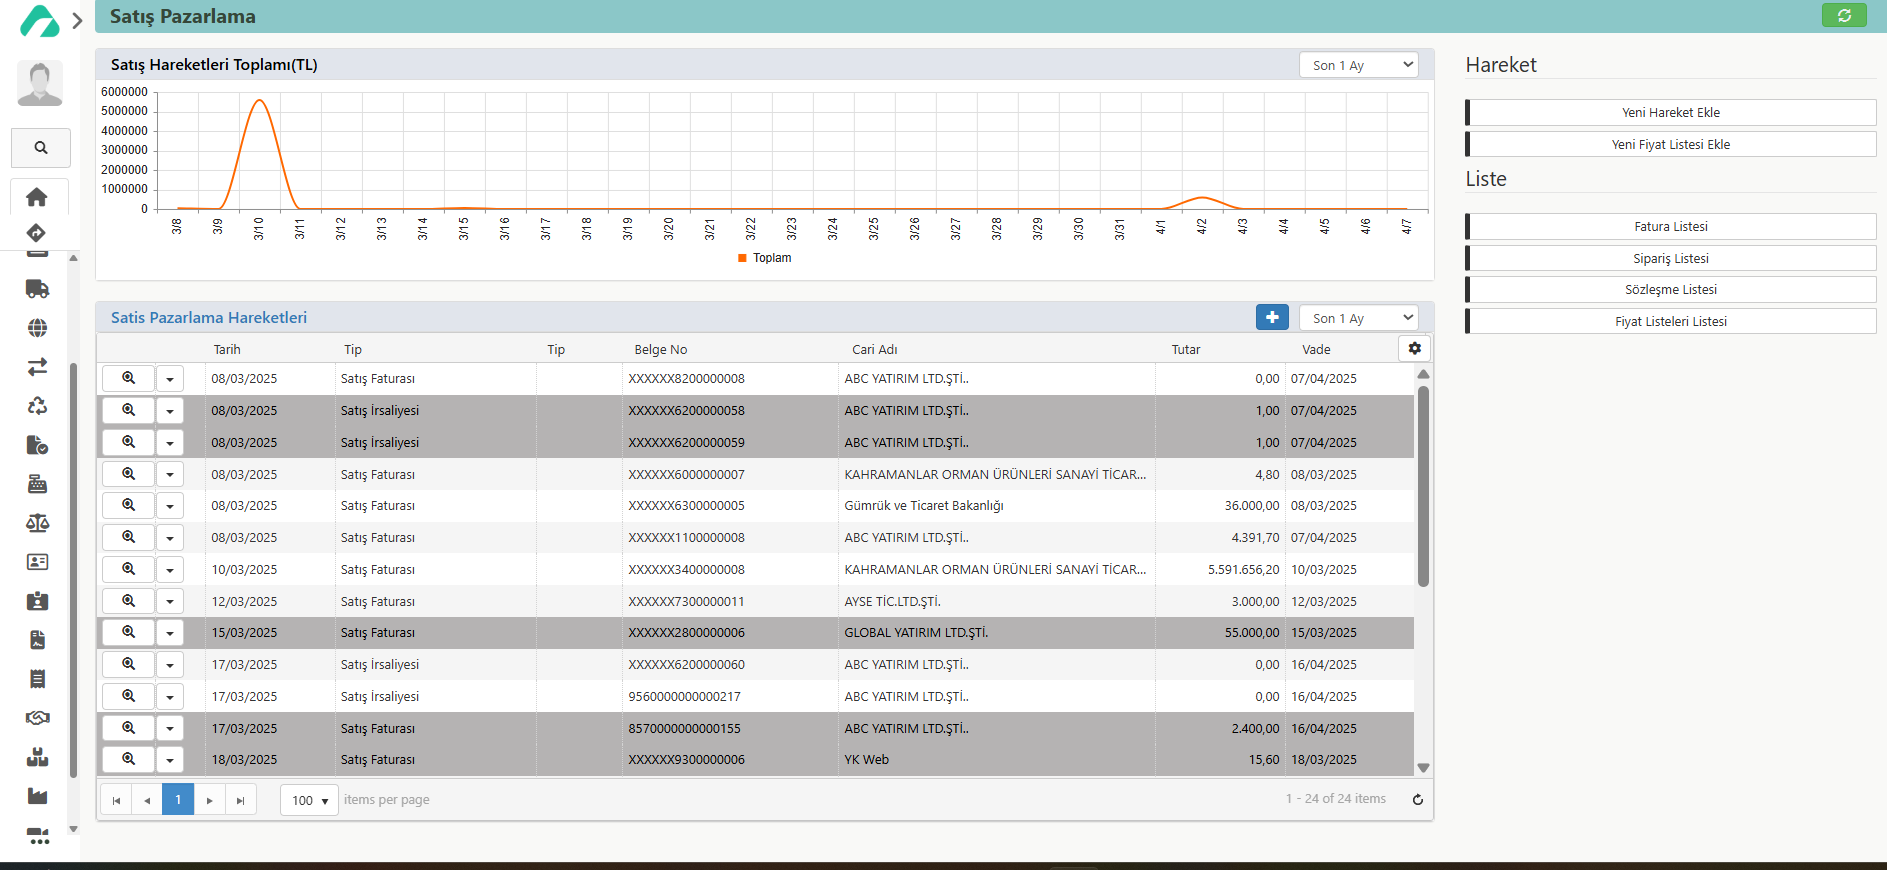 Satış Pazarlama
Satış Hareketleri Toplamı(TL)
Son 1 Ay
6000000
5000000
4000000
3000000
2000000
1000000
0
3/8 3/9 3/10 3/11 3/12 3/13 3/14 3/15 3/16 3/17 3/18 3/19 3/20 3/21 3/22 3/23 3/24 3/25 3/26 3/27 3/28 3/29 3/30 3/31 4/1 4/2 4/3 4/4 4/5 4/6 4/7
Toplam
Satis Pazarlama Hareketleri
Son 1 Ay
Tarih Tip Tip Belge No Cari Adı Tutar Vade
08/03/2025 Satış Faturası XXXXXX8200000008 ABC YATIRIM LTD.ŞTİ.. 0,00 07/04/2025
08/03/2025 Satış İrsaliyesi XXXXXX6200000058 ABC YATIRIM LTD.ŞTİ.. 1,00 07/04/2025
08/03/2025 Satış İrsaliyesi XXXXXX6200000059 ABC YATIRIM LTD.ŞTİ.. 1,00 07/04/2025
08/03/2025 Satış Faturası XXXXXX6000000007 KAHRAMANLAR ORMAN ÜRÜNLERİ SANAYİ TİCAR... 4,80 08/03/2025
08/03/2025 Satış Faturası XXXXXX6300000005 Gümrük ve Ticaret Bakanlığı 36.000,00 08/03/2025
08/03/2025 Satış Faturası XXXXXX1100000008 ABC YATIRIM LTD.ŞTİ.. 4.391,70 07/04/2025
10/03/2025 Satış Faturası XXXXXX3400000008 KAHRAMANLAR ORMAN ÜRÜNLERİ SANAYİ TİCAR... 5.591.656,20 10/03/2025
12/03/2025 Satış Faturası XXXXXX7300000011 AYSE TİC.LTD.ŞTİ. 3.000,00 12/03/2025
15/03/2025 Satış Faturası XXXXXX2800000006 GLOBAL YATIRIM LTD.ŞTİ. 55.000,00 15/03/2025
17/03/2025 Satış İrsaliyesi XXXXXX6200000060 ABC YATIRIM LTD.ŞTİ.. 0,00 16/04/2025
17/03/2025 Satış İrsaliyesi 9560000000000217 ABC YATIRIM LTD.ŞTİ.. 0,00 16/04/2025
17/03/2025 Satış Faturası 8570000000000155 ABC YATIRIM LTD.ŞTİ.. 2.400,00 16/04/2025
18/03/2025 Satış Faturası XXXXXX9300000006 YK Web 15,60 18/03/2025
1 100 items per page 1 - 24 of 24 items
Hareket
Yeni Hareket Ekle
Yeni Fiyat Listesi Ekle
Liste
Fatura Listesi
Sipariş Listesi
Sözleşme Listesi
Fiyat Listeleri Listesi